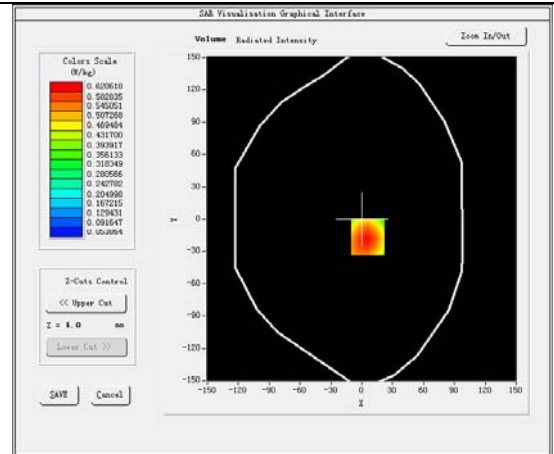 SAR Visualisation Graphical Interface
Volume Radiated Intensity
Zoom In/Out
Colors Scale
(W/kg)
0.620610
0.582835
0.545051
0.507268
0.469484
0.431700
0.393917
0.356133
0.318349
0.280566
0.242782
0.204998
0.167215
0.129431
0.091647
0.053864
Z-Cuts Control
<< Upper Cut
Z = 4.0 mm
Lower Cut >>
SAVE
Cancel
150
120
90
60
30
0
-30
-60
-90
-120
-150
Y
-150 -120 -90 -60 -30 0 30 60 90 120 150
X